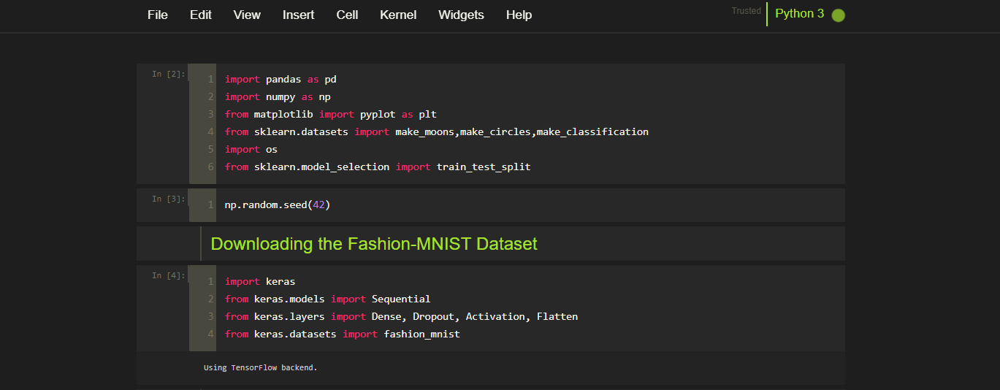 File Edit View Insert Cell Kernel Widgets Help Trusted Python 3
In [2]:
1 import pandas as pd
2 import numpy as np
3 from matplotlib import pyplot as plt
4 from sklearn.datasets import make_moons,make_circles,make_classification
5 import os
6 from sklearn.model_selection import train_test_split
In [3]:
1 np.random.seed(42)
Downloading the Fashion-MNIST Dataset
In [4]:
1 import keras
2 from keras.models import Sequential
3 from keras.layers import Dense, Dropout, Activation, Flatten
4 from keras.datasets import fashion_mnist
Using TensorFlow backend.